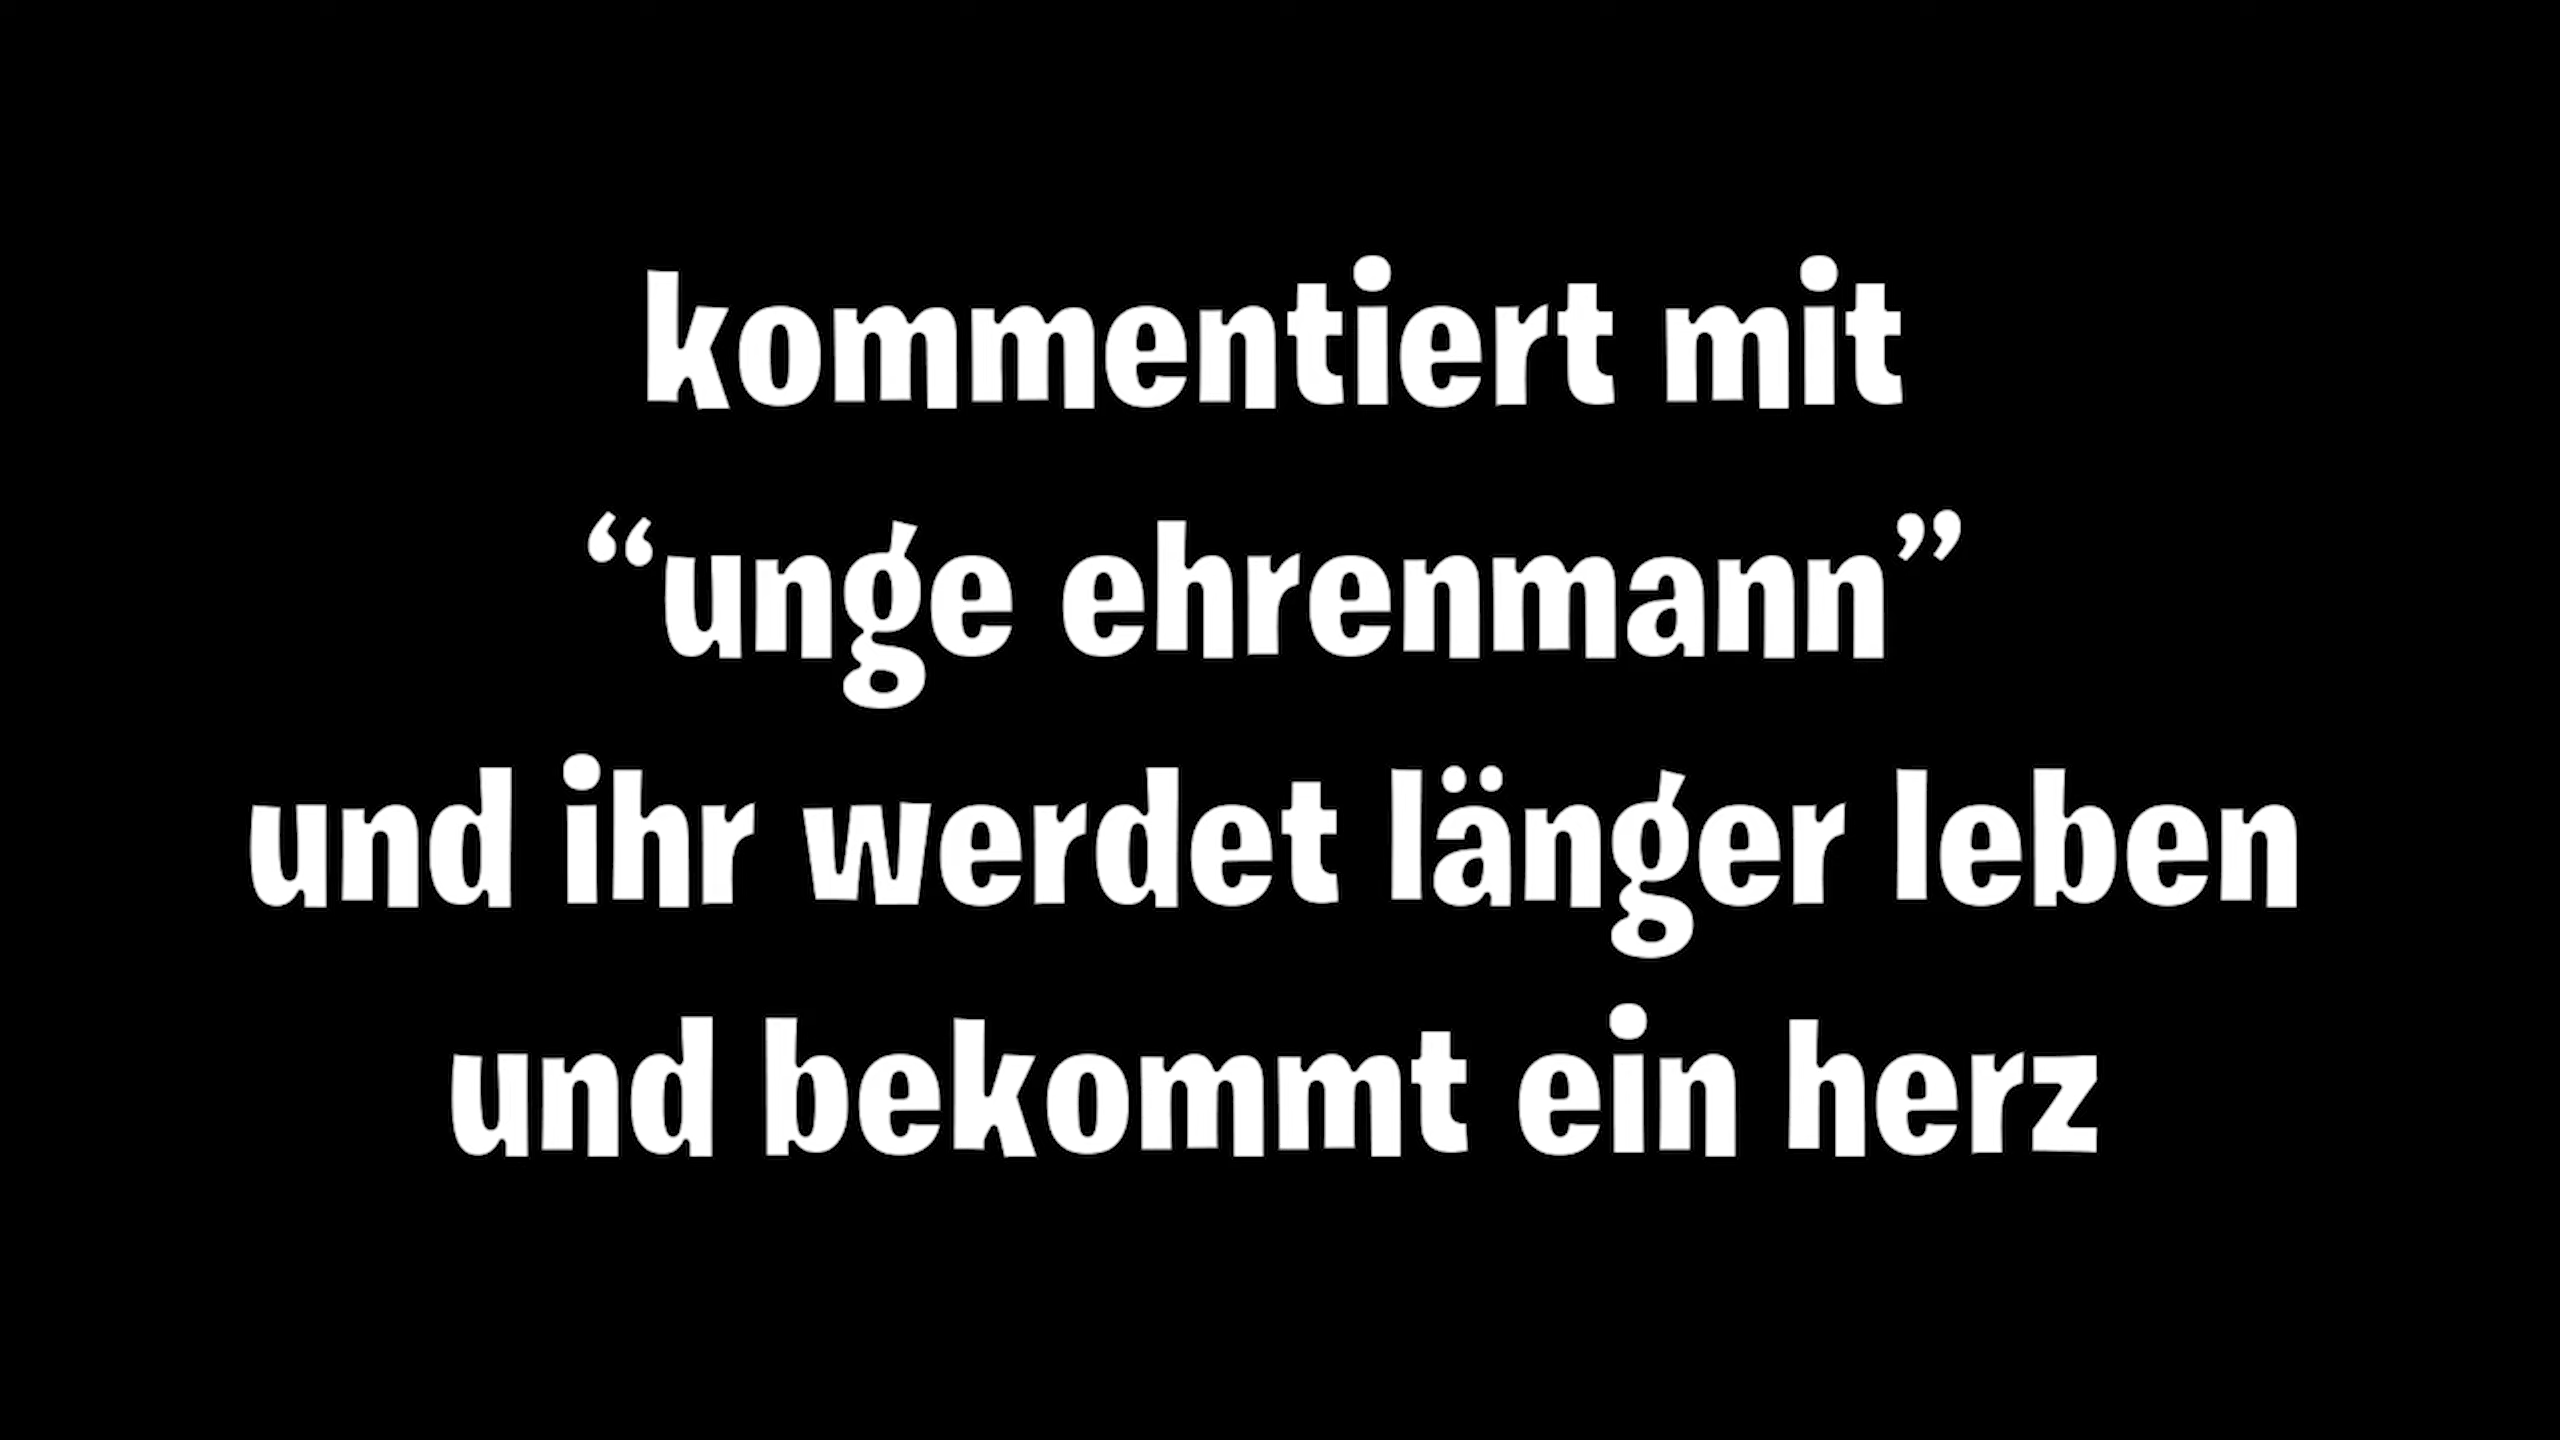 kommentiert mit
“unge ehrenmann”
und ihr werdet länger leben
und bekommt ein herz